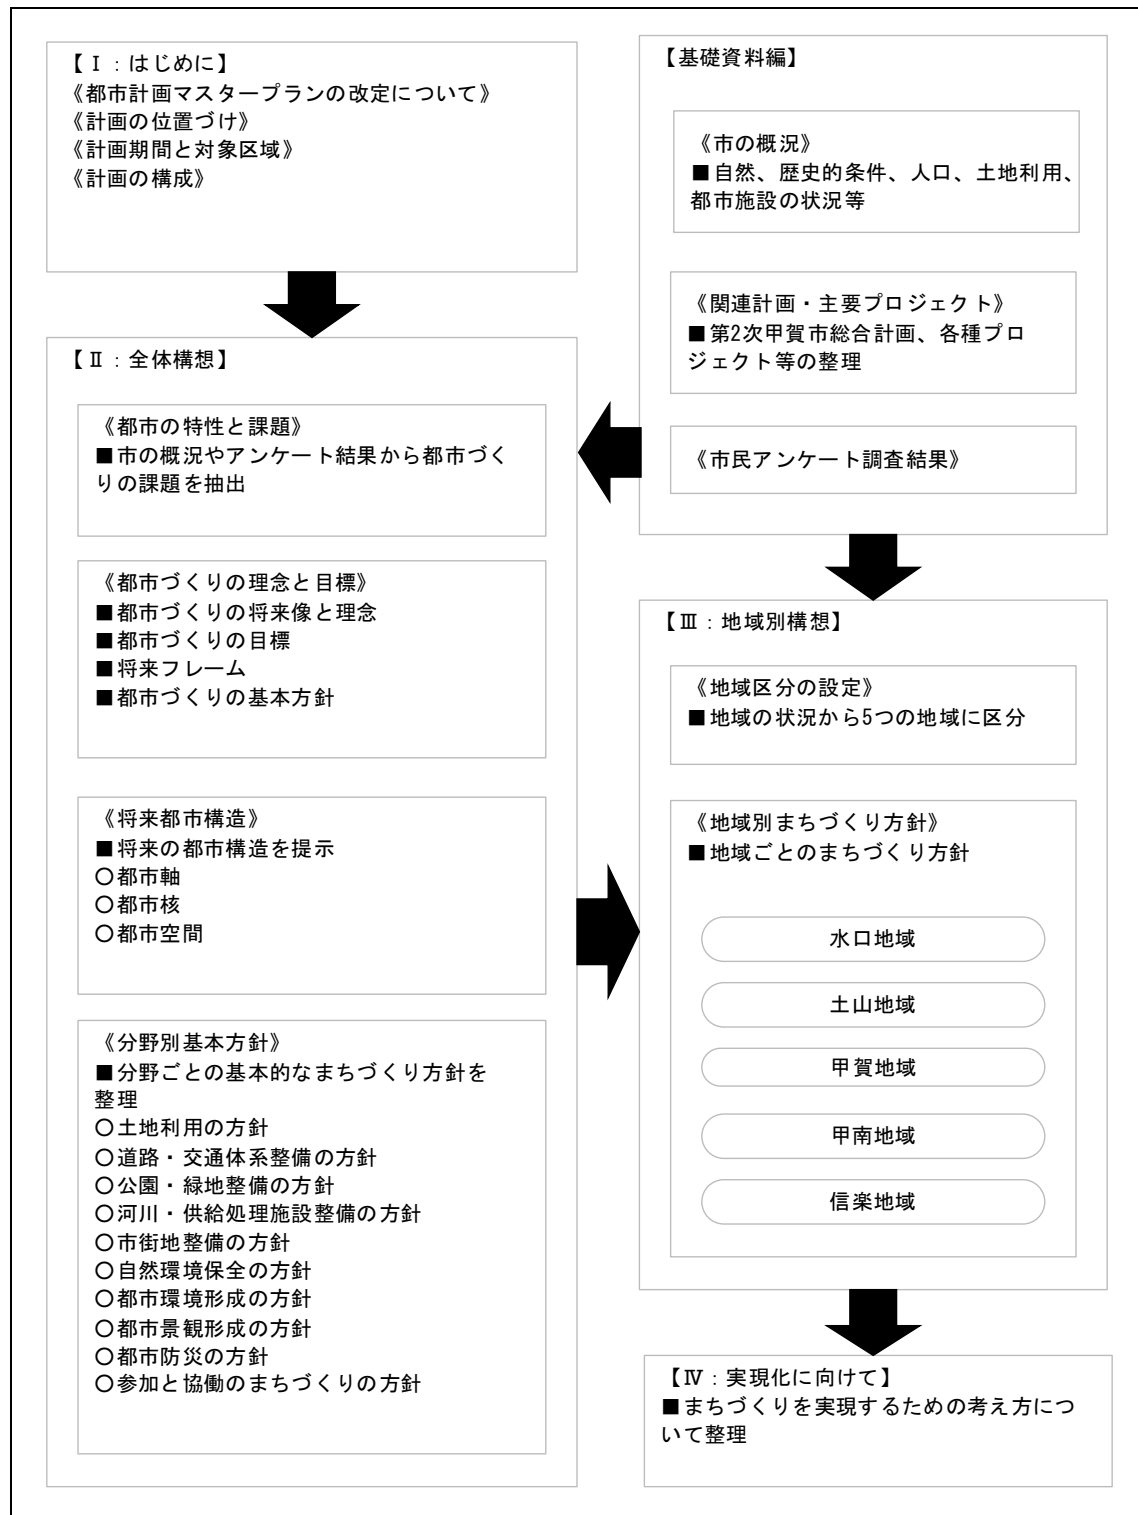 【Ⅰ：はじめに】
《都市計画マスタープランの改定について》
《計画の位置づけ》
《計画期間と対象区域》
《計画の構成》
【Ⅱ：全体構想】
《都市の特性と課題》
■市の概況やアンケート結果から都市づく
りの課題を抽出
《都市づくりの理念と目標》
■都市づくりの将来像と理念
■都市づくりの目標
■将来フレーム
■都市づくりの基本方針
《将来都市構造》
■将来の都市構造を提示
○都市軸
○都市核
○都市空間
《分野別基本方針》
■分野ごとの基本的なまちづくり方針を
整理
○土地利用の方針
○道路・交通体系整備の方針
○公園・緑地整備の方針
○河川・供給処理施設整備の方針
○市街地整備の方針
○自然環境保全の方針
○都市環境形成の方針
○都市景観形成の方針
○都市防災の方針
○参加と協働のまちづくりの方針
【基礎資料編】
《市の概況》
■自然、歴史的条件、人口、土地利用、
都市施設の状況等
《関連計画・主要プロジェクト》
■第2次甲賀市総合計画、各種プロ
ジェクト等の整理
《市民アンケート調査結果》
【Ⅲ：地域別構想】
《地域区分の設定》
■地域の状況から5つの地域に区分
《地域別まちづくり方針》
■地域ごとのまちづくり方針
水口地域
土山地域
甲賀地域
甲南地域
信楽地域
【Ⅳ：実現化に向けて】
■まちづくりを実現するための考え方につ
いて整理